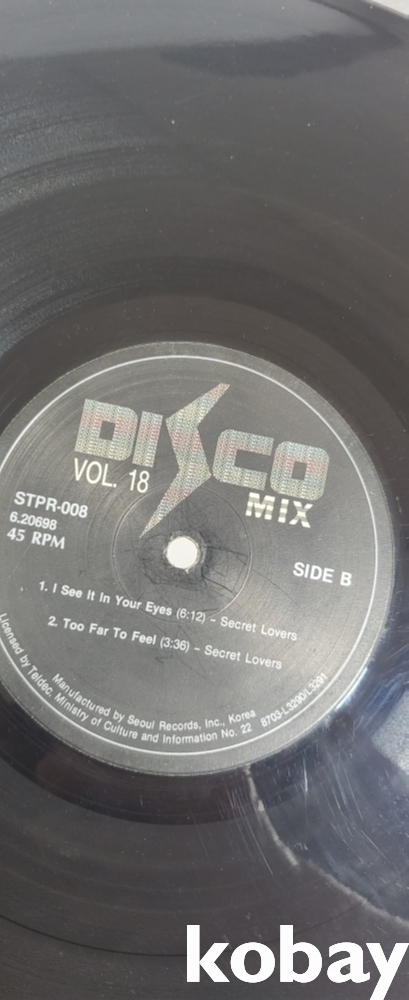 DISCO
VOL. 18
MIX
STPR-008
6.20698
45 RPM
SIDE B
1. I See It In Your Eyes (6:12) – Secret Lovers
2. Too Far To Feel (3:36) – Secret Lovers
Manufactured by Seoul Records, Inc., Korea
Licensed by Teldec. Ministry of Culture and Information No. 22 8703-L3290/L3291
kobay